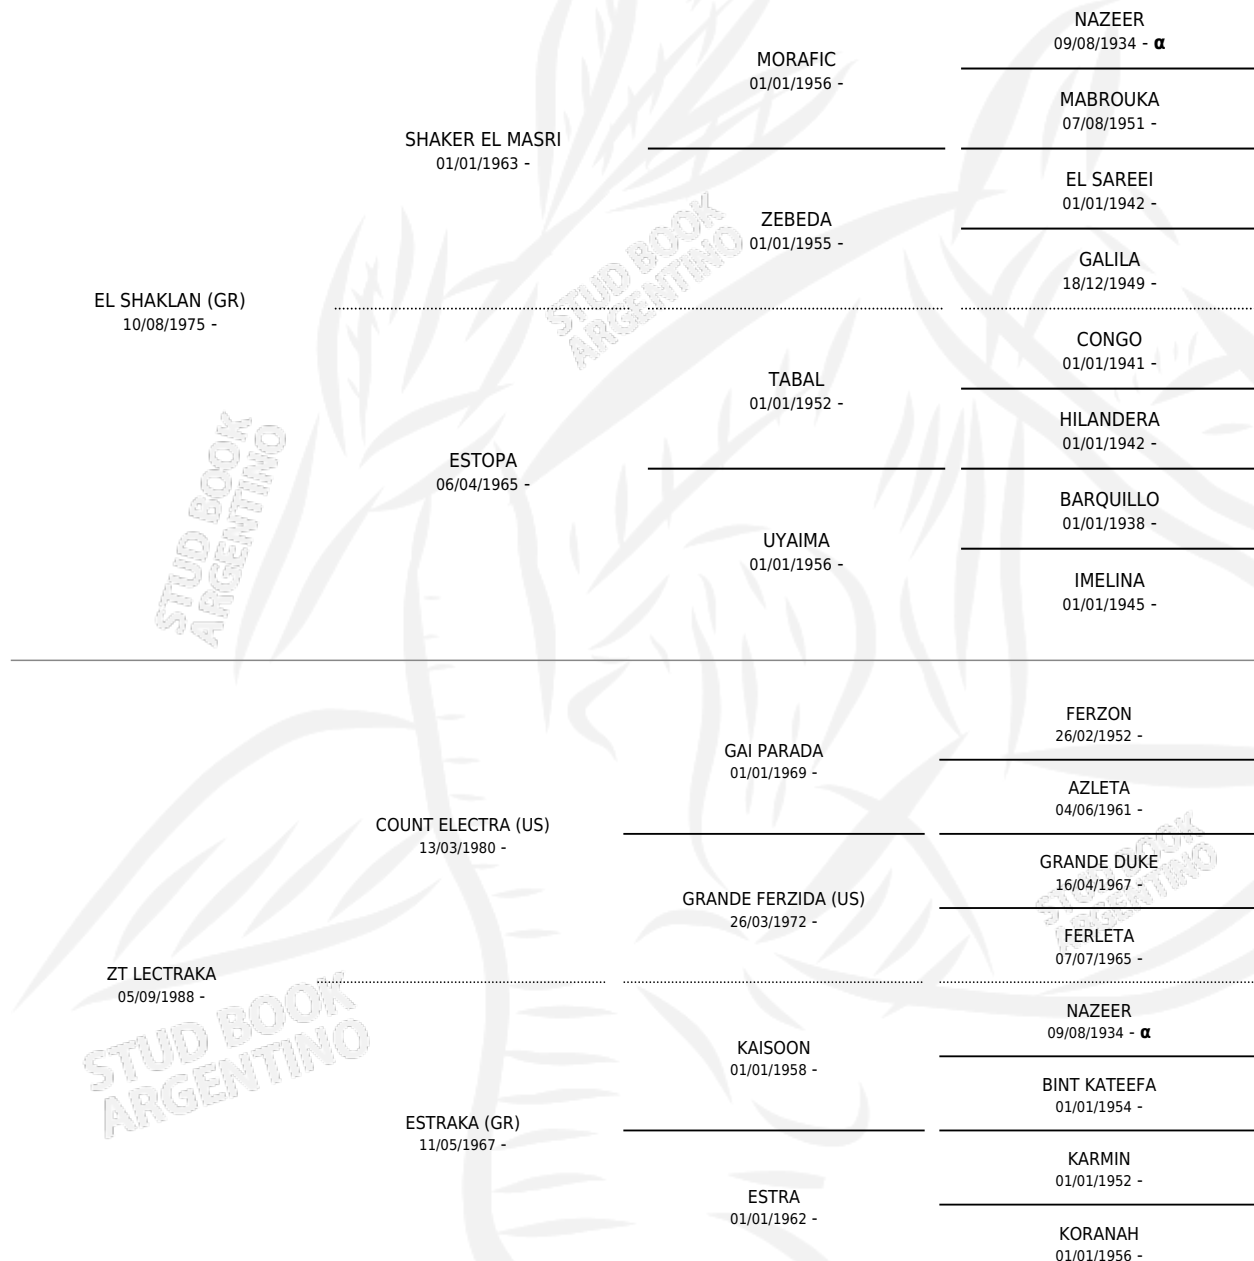 NAZEER
09/08/1934 - α
MORAFIC
01/01/1956 -
MABROUKA
07/08/1951 -
SHAKER EL MASRI
01/01/1963 -
EL SAREEI
01/01/1942 -
ZEBEDA
01/01/1955 -
GALILA
18/12/1949 -
EL SHAKLAN (GR)
10/08/1975 -
CONGO
01/01/1941 -
TABAL
01/01/1952 -
HILANDERA
01/01/1942 -
ESTOPA
06/04/1965 -
BARQUILLO
01/01/1938 -
UYAIMA
01/01/1956 -
IMELINA
01/01/1945 -
FERZON
26/02/1952 -
GAI PARADA
01/01/1969 -
AZLETA
04/06/1961 -
COUNT ELECTRA (US)
13/03/1980 -
GRANDE DUKE
16/04/1967 -
GRANDE FERZIDA (US)
26/03/1972 -
FERLETA
07/07/1965 -
ZT LECTRAKA
05/09/1988 -
NAZEER
09/08/1934 - α
KAISOON
01/01/1958 -
BINT KATEEFA
01/01/1954 -
ESTRAKA (GR)
11/05/1967 -
KARMIN
01/01/1952 -
ESTRA
01/01/1962 -
KORANAH
01/01/1956 -
STUD BOOK
ARGENTINO
STUD BOOK
ARGENTINO
STUD BOOK
ARGENTINO
STUD BOOK
ARGENTINO